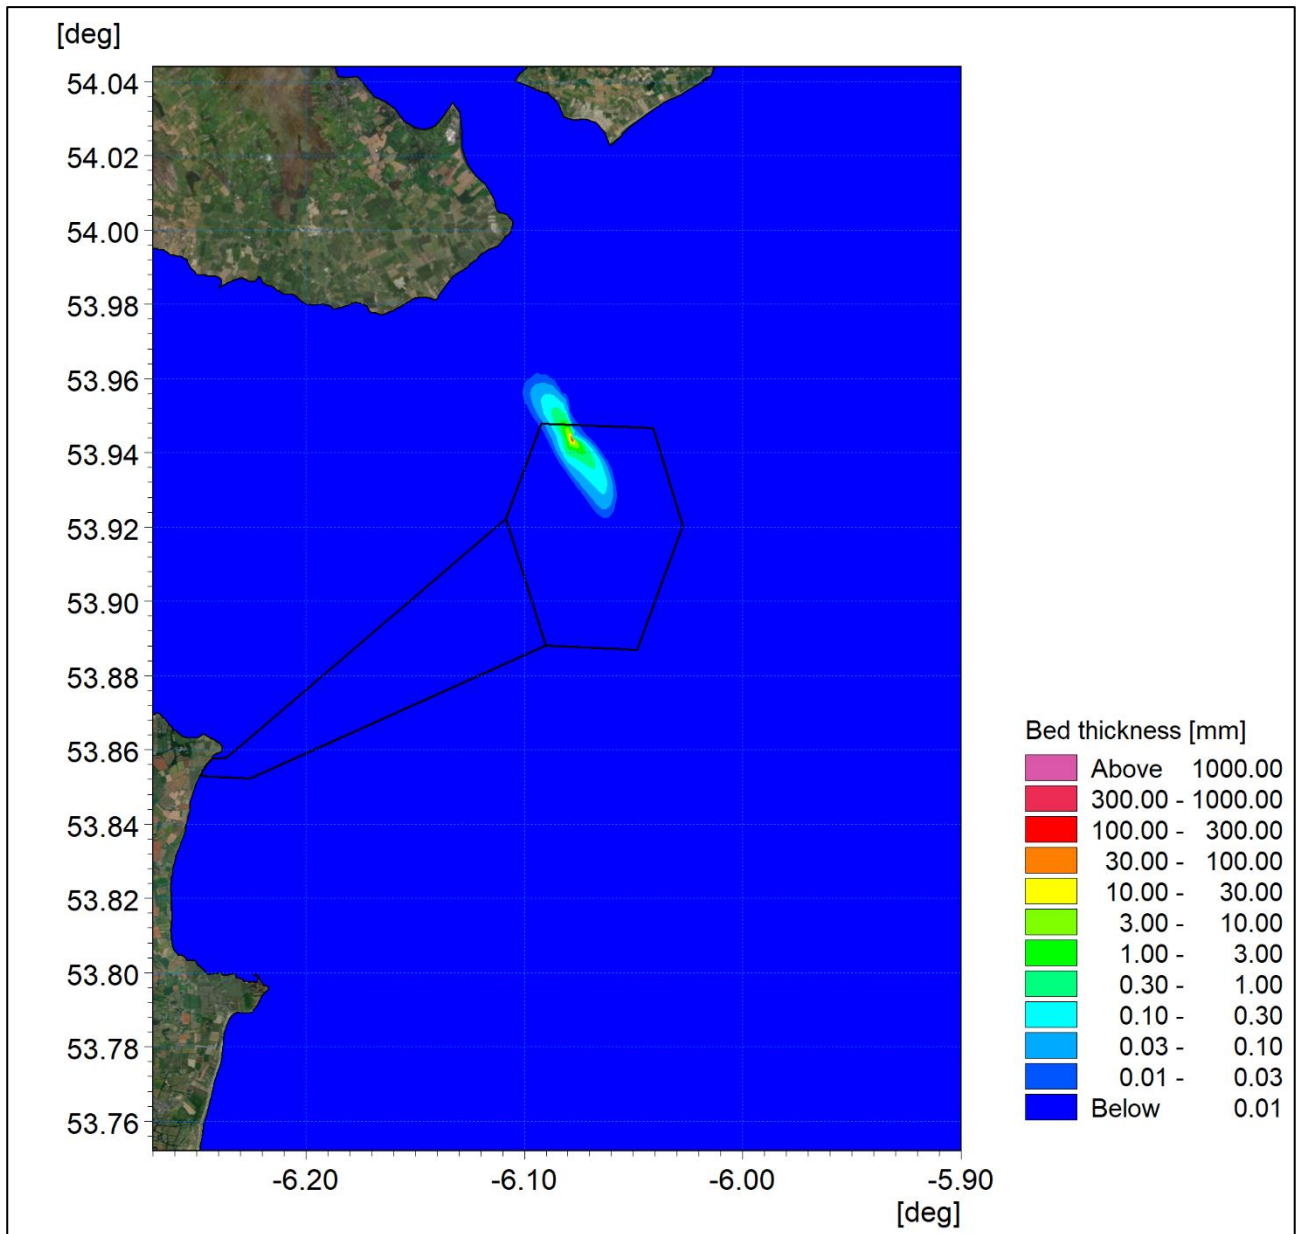 [deg]
54.04
54.02
54.00
53.98
53.96
53.94
53.92
53.90
53.88
53.86
53.84
53.82
53.80
53.78
53.76
-6.20 -6.10 -6.00 -5.90
[deg]
Bed thickness [mm]
Above 1000.00
300.00 - 1000.00
100.00 - 300.00
30.00 - 100.00
10.00 - 30.00
3.00 - 10.00
1.00 - 3.00
0.30 - 1.00
0.10 - 0.30
0.03 - 0.10
0.01 - 0.03
Below 0.01